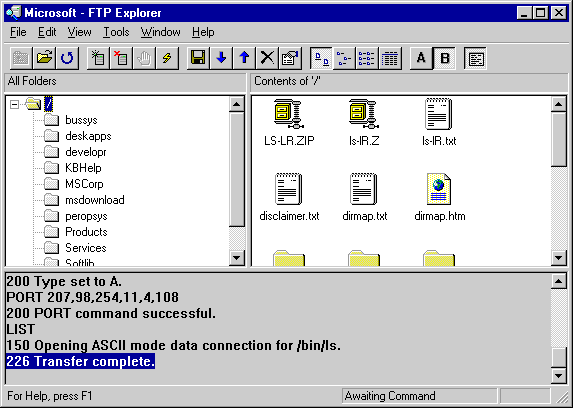 Microsoft - FTP Explorer
File Edit View Tools Window Help
A B
All Folders
Contents of '/'
/
bussys
deskapps
developr
KBHelp
MSCorp
msdownload
peropsys
Products
Services
Softlib
LS-LR.ZIP
ls-lR.Z
ls-lR.txt
disclaimer.txt
dirmap.txt
dirmap.htm
200 Type set to A.
PORT 207,98,254,11,4,108
200 PORT command successful.
LIST
150 Opening ASCII mode data connection for /bin/ls.
226 Transfer complete.
For Help, press F1
Awaiting Command